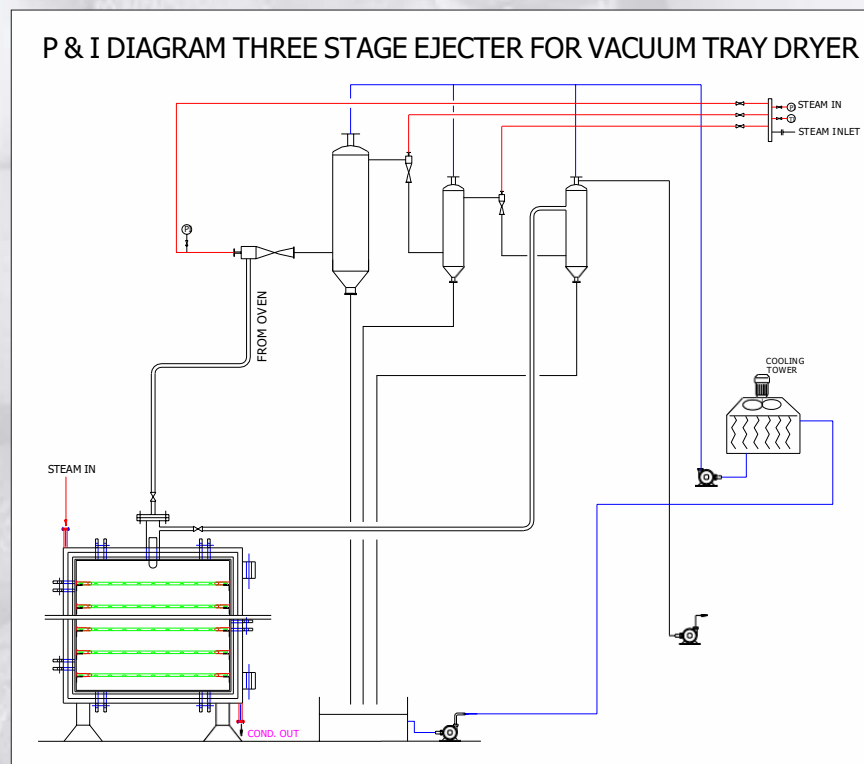 P & I DIAGRAM THREE STAGE EJECTER FOR VACUUM TRAY DRYER
STEAM IN
STEAM INLET
FROM OVEN
COOLING
TOWER
STEAM IN
COND. OUT